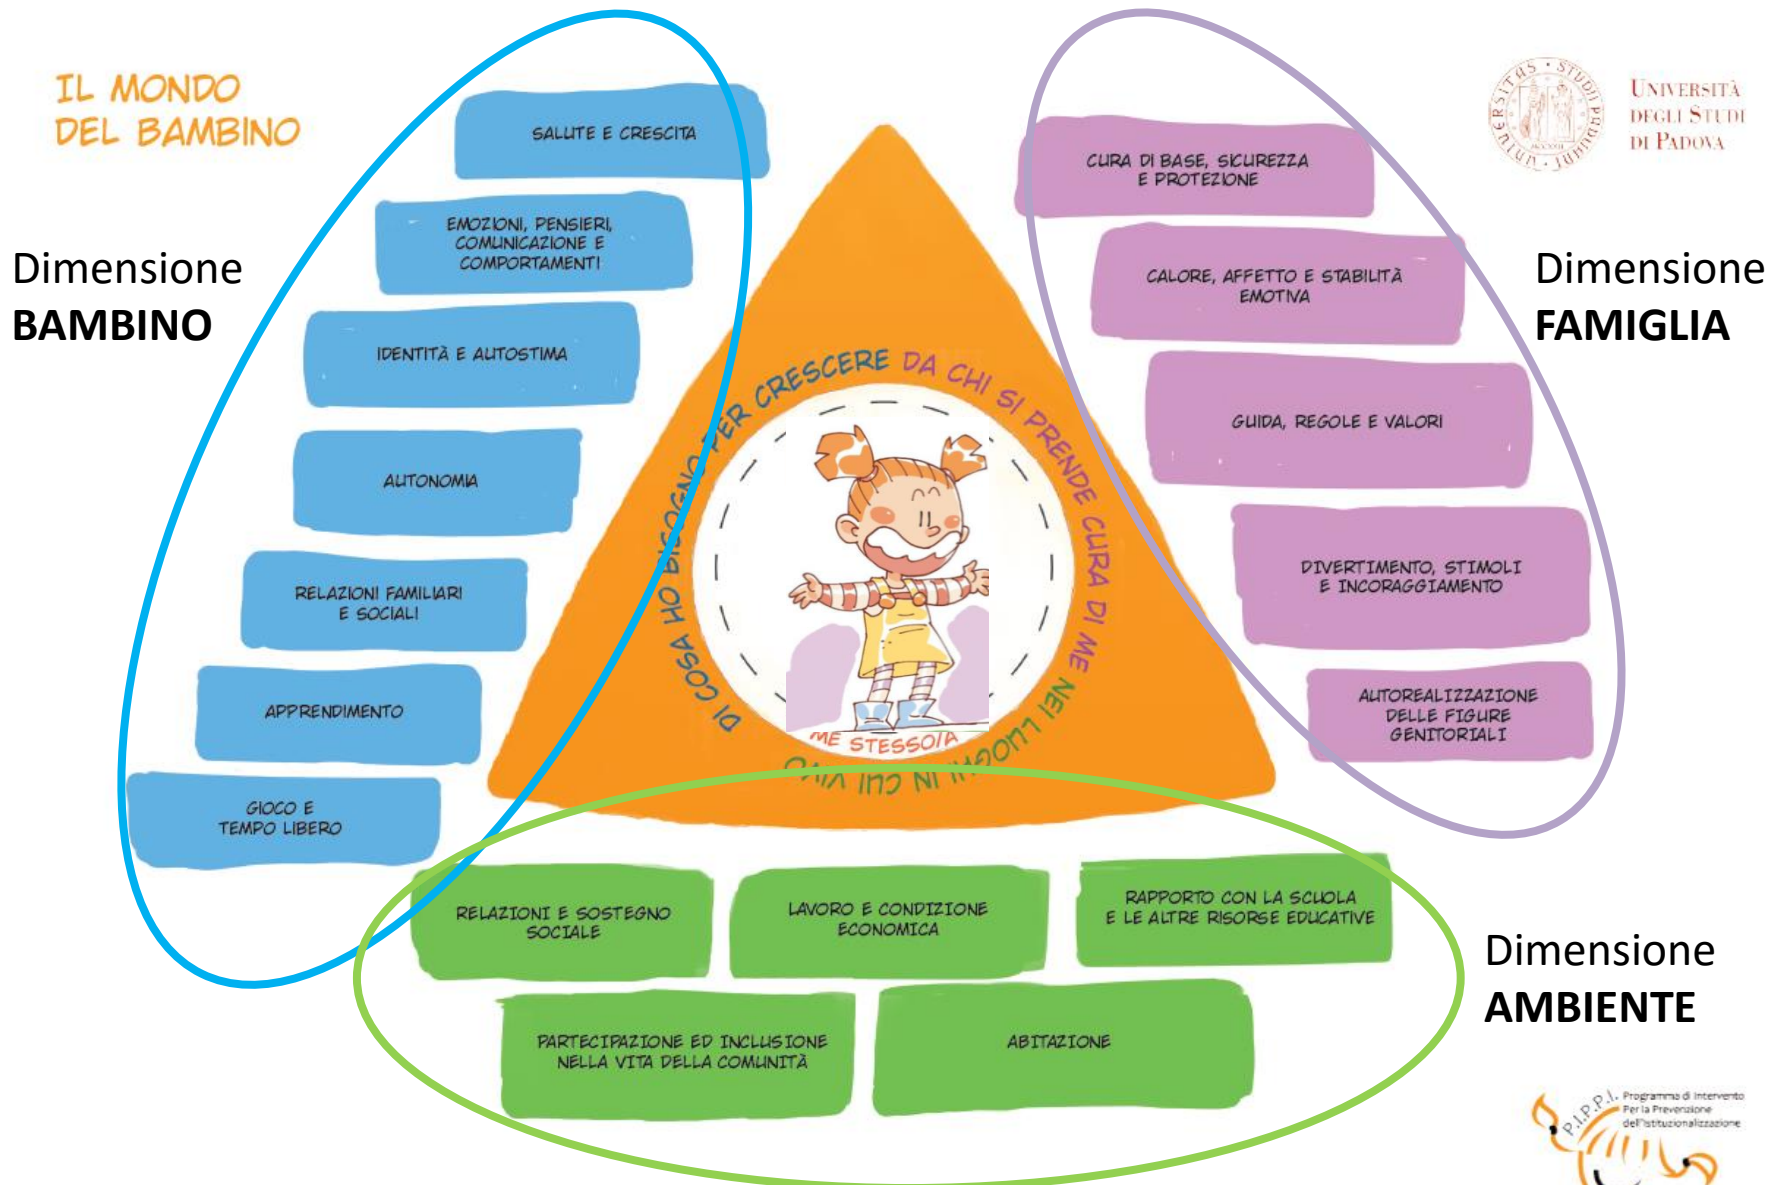 IL MONDO
DEL BAMBINO
Dimensione
BAMBINO
SALUTE E CRESCITA
EMOZIONI, PENSIERI,
COMUNICAZIONE E
COMPORTAMENTI
IDENTITÀ E AUTOSTIMA
AUTONOMIA
RELAZIONI FAMILIARI
E SOCIALI
APPRENDIMENTO
GIOCO E
TEMPO LIBERO
DI COSA HO BISOGNO PER CRESCERE
DA CHI SI PRENDE CURA DI ME
NEI LUOGHI IN CUI VIVO
ME STESSO/A
CURA DI BASE, SICUREZZA
E PROTEZIONE
CALORE, AFFETTO E STABILITÀ
EMOTIVA
GUIDA, REGOLE E VALORI
DIVERTIMENTO, STIMOLI
E INCORAGGIAMENTO
AUTOREALIZZAZIONE
DELLE FIGURE
GENITORIALI
UNIVERSITÀ
DEGLI STUDI
DI PADOVA
Dimensione
FAMIGLIA
RELAZIONI E SOSTEGNO
SOCIALE
LAVORO E CONDIZIONE
ECONOMICA
RAPPORTO CON LA SCUOLA
E LE ALTRE RISORSE EDUCATIVE
PARTECIPAZIONE ED INCLUSIONE
NELLA VITA DELLA COMUNITÀ
ABITAZIONE
Dimensione
AMBIENTE
P.I.P.P.I.
Programma di Intervento
Per la Prevenzione
dell'Istituzionalizzazione